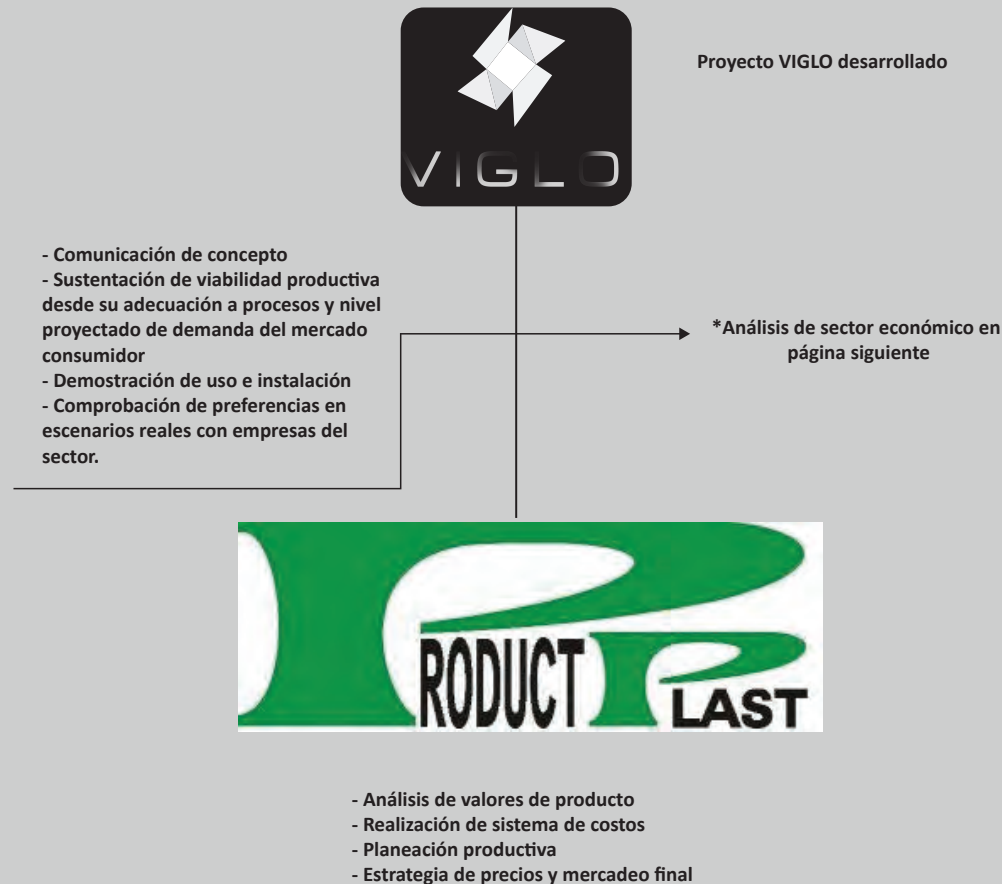 VIGLO
Proyecto VIGLO desarrollado
- Comunicación de concepto
- Sustentación de viabilidad productiva
desde su adecuación a procesos y nivel
proyectado de demanda del mercado
consumidor
- Demostración de uso e instalación
- Comprobación de preferencias en
escenarios reales con empresas del
sector.
*Análisis de sector económico en
página siguiente
PRODUCT PLAST
- Análisis de valores de producto
- Realización de sistema de costos
- Planeación productiva
- Estrategia de precios y mercadeo final